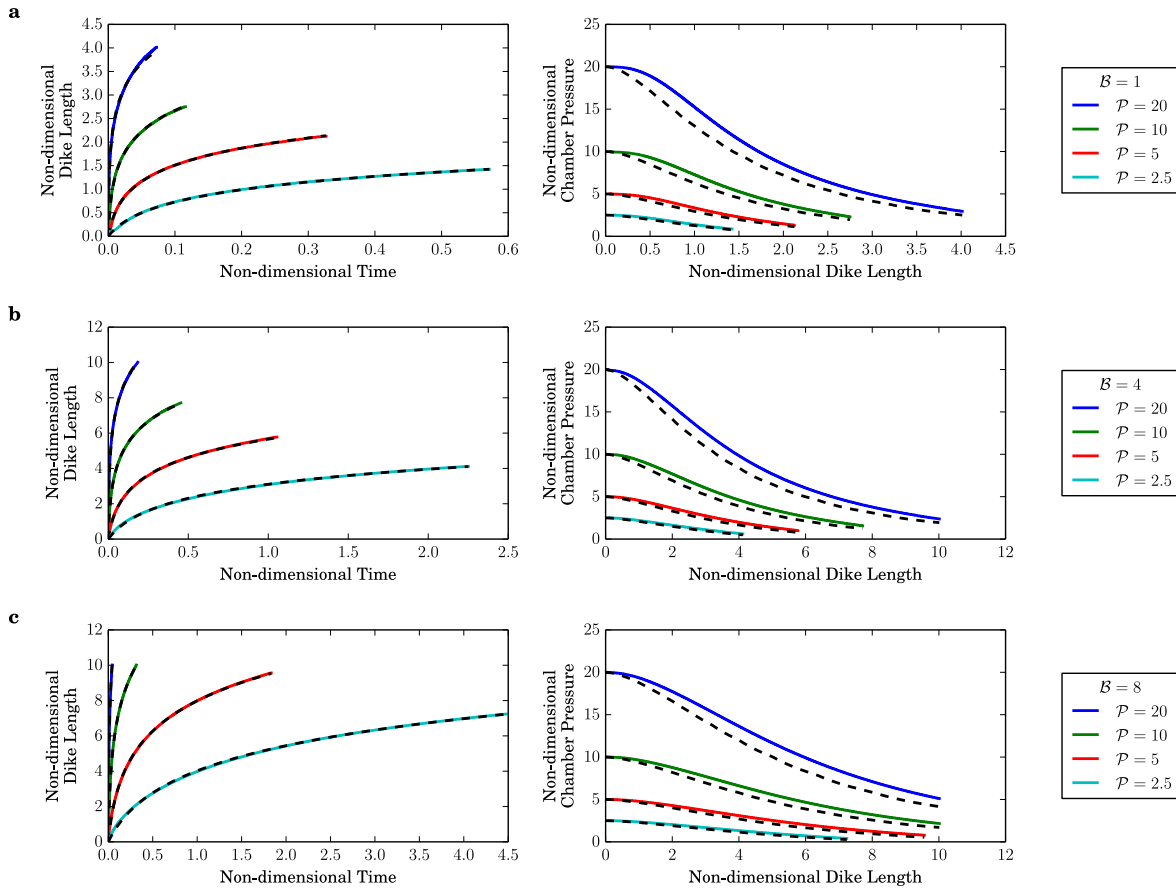 a
4.5
4.0
3.5
3.0
2.5
2.0
1.5
1.0
0.5
0.0
Non-dimensional
Dike Length
0.0 0.1 0.2 0.3 0.4 0.5 0.6
Non-dimensional Time
25
20
15
10
5
0
Non-dimensional
Chamber Pressure
0.0 0.5 1.0 1.5 2.0 2.5 3.0 3.5 4.0 4.5
Non-dimensional Dike Length
ℬ = 1
𝒫 = 20
𝒫 = 10
𝒫 = 5
𝒫 = 2.5
b
12
10
8
6
4
2
0
Non-dimensional
Dike Length
0.0 0.5 1.0 1.5 2.0 2.5
Non-dimensional Time
25
20
15
10
5
0
Non-dimensional
Chamber Pressure
0 2 4 6 8 10 12
Non-dimensional Dike Length
ℬ = 4
𝒫 = 20
𝒫 = 10
𝒫 = 5
𝒫 = 2.5
c
12
10
8
6
4
2
0
Non-dimensional
Dike Length
0.0 0.5 1.0 1.5 2.0 2.5 3.0 3.5 4.0 4.5
Non-dimensional Time
25
20
15
10
5
0
Non-dimensional
Chamber Pressure
0 2 4 6 8 10 12
Non-dimensional Dike Length
ℬ = 8
𝒫 = 20
𝒫 = 10
𝒫 = 5
𝒫 = 2.5